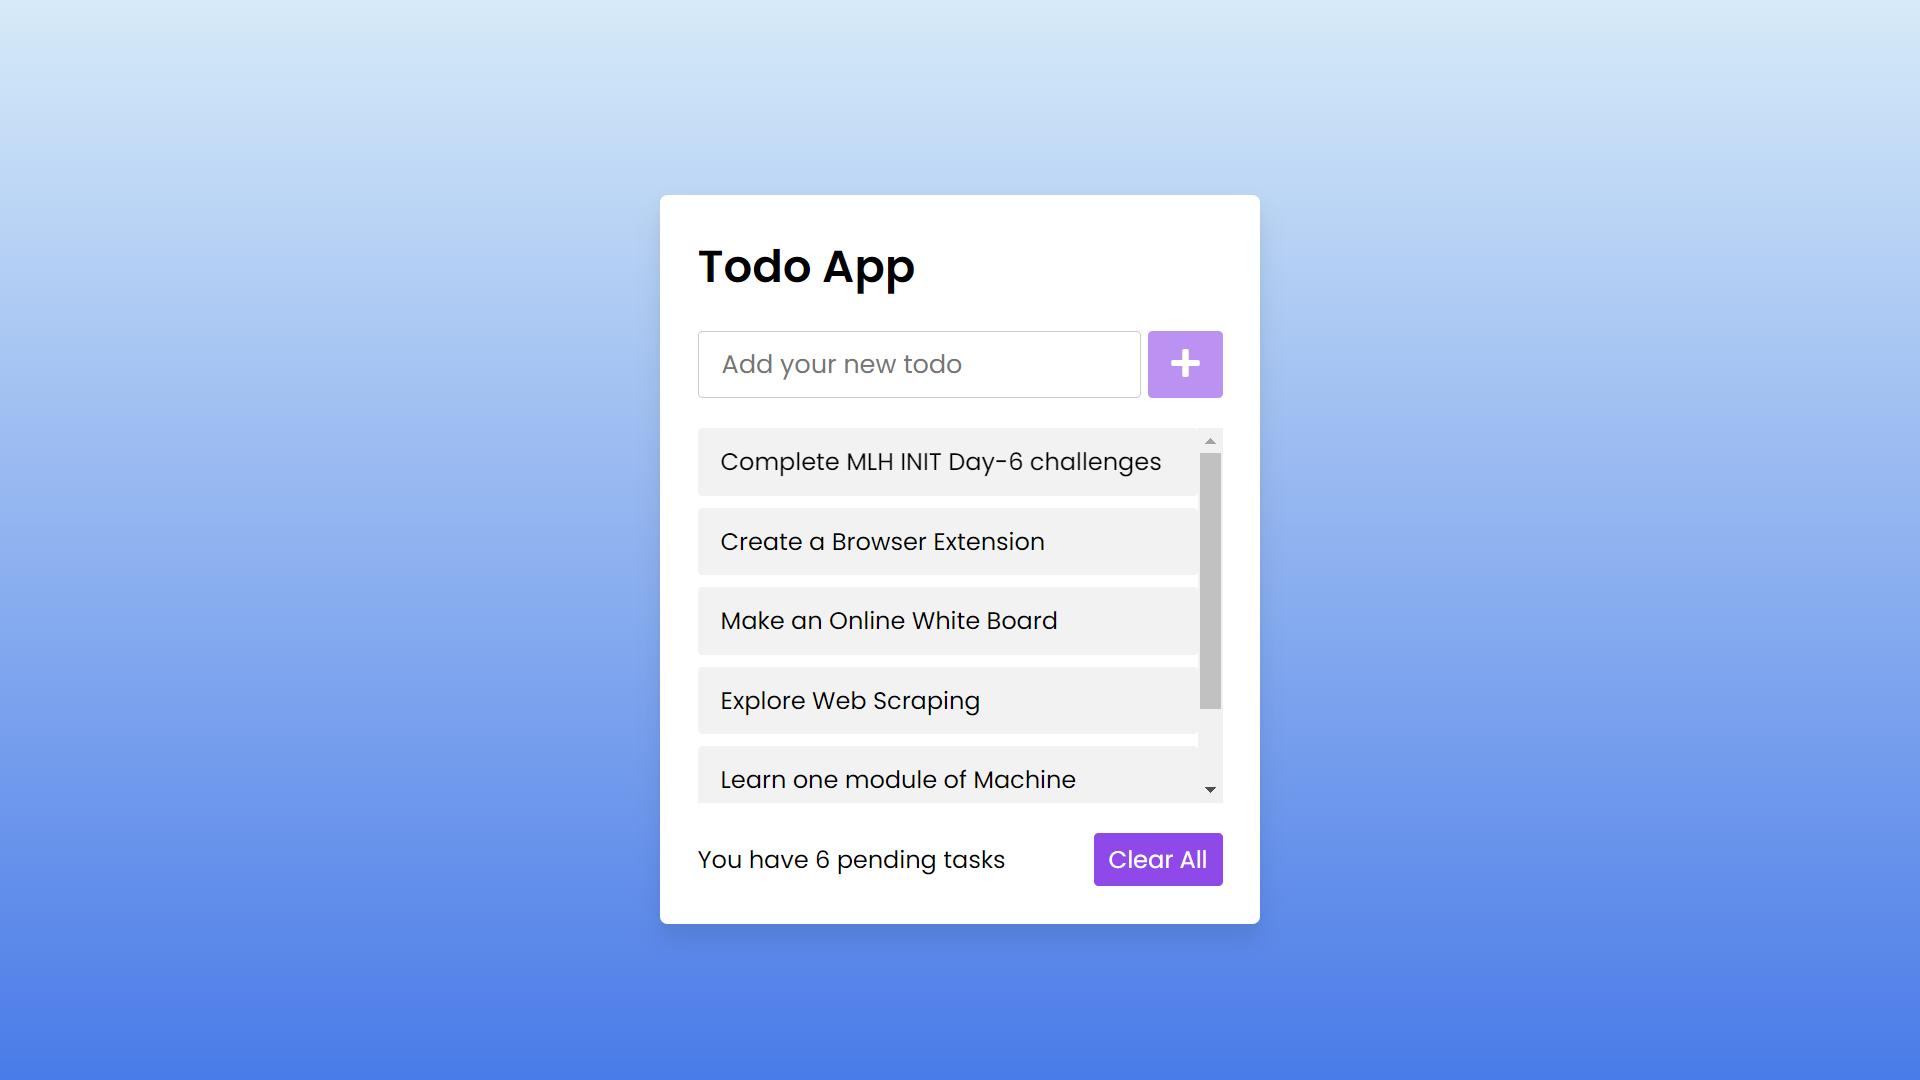 Todo App
Add your new todo
Complete MLH INIT Day-6 challenges
Create a Browser Extension
Make an Online White Board
Explore Web Scraping
Learn one module of Machine
You have 6 pending tasks
Clear All